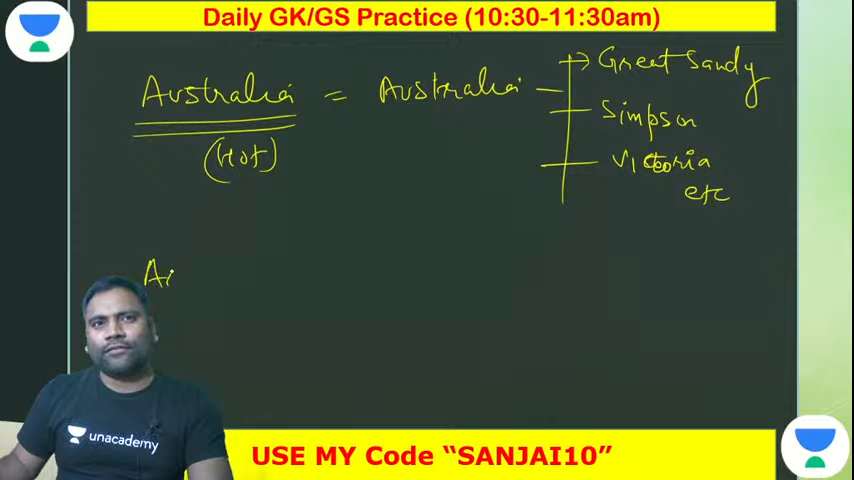 Daily GK/GS Practice (10:30-11:30am)
Australia = Australia - Great Sandy
(Hot)
Simpson
Victoria
etc
unacademy
USE MY Code “SANJAI10”